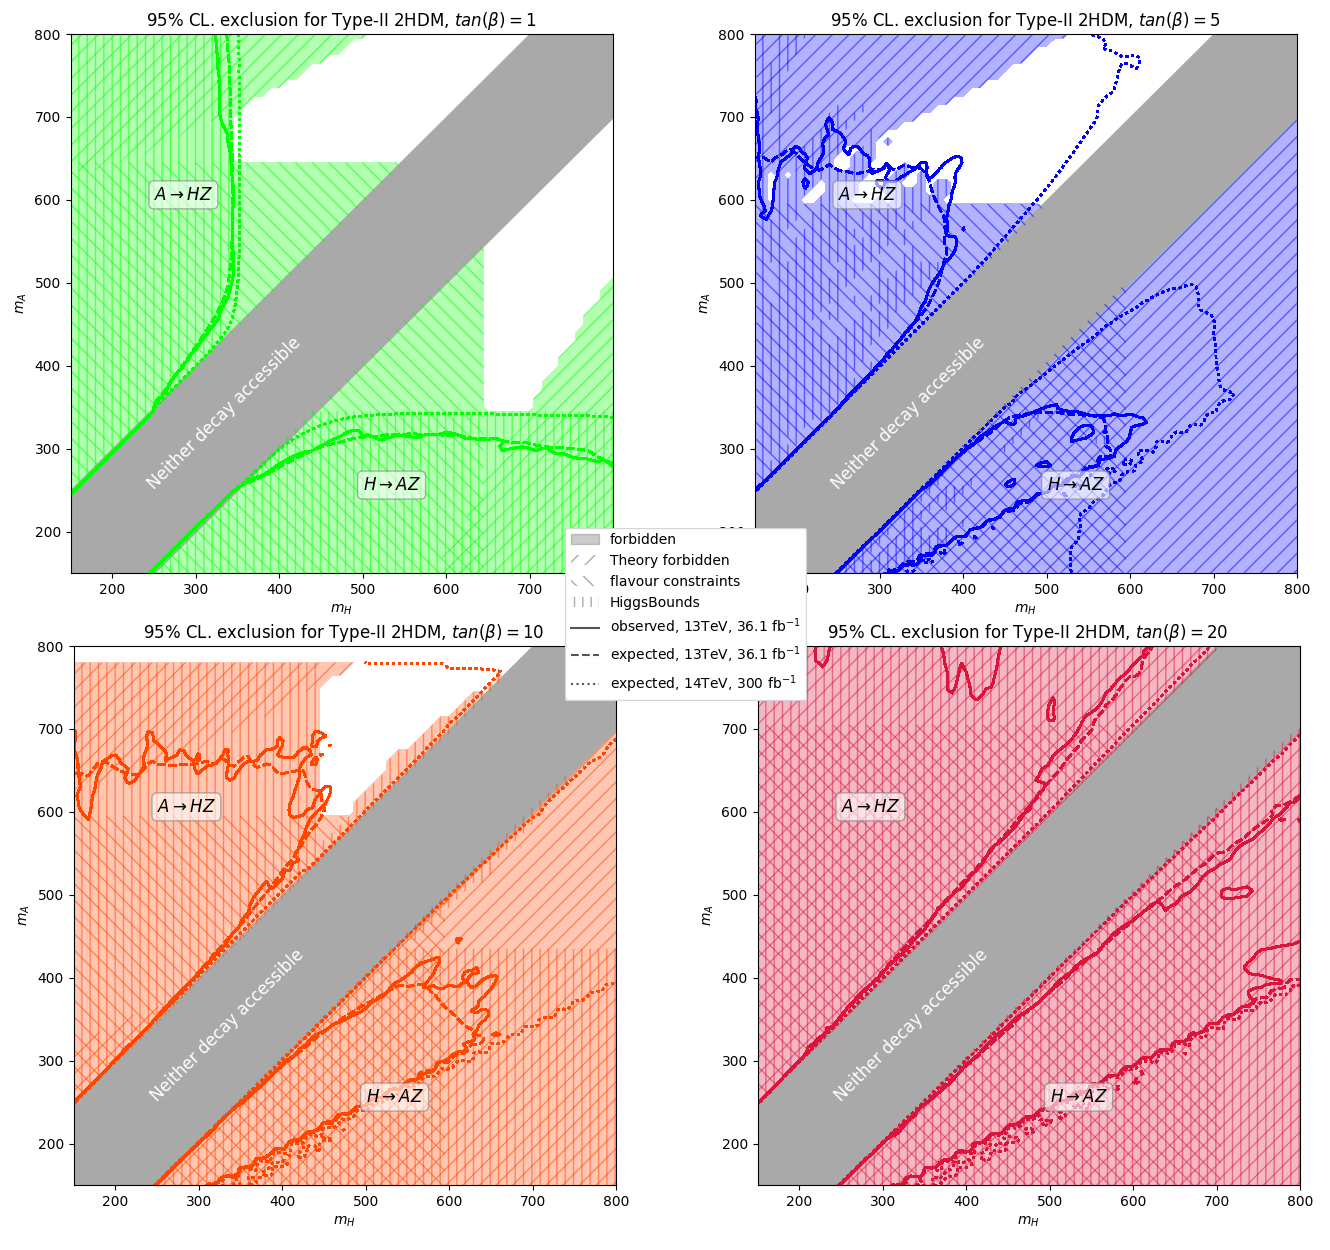 95% CL. exclusion for Type-II 2HDM, tan(β) = 1
800
700
600
500
400
300
200
m_A
200
300
400
500
600
700
m_H
A → HZ
H → AZ
Neither decay accessible
95% CL. exclusion for Type-II 2HDM, tan(β) = 5
800
700
600
500
400
300
m_A
300
400
500
600
700
800
m_H
A → HZ
H → AZ
Neither decay accessible
forbidden
Theory forbidden
flavour constraints
HiggsBounds
observed, 13TeV, 36.1 fb⁻¹
expected, 13TeV, 36.1 fb⁻¹
expected, 14TeV, 300 fb⁻¹
95% CL. exclusion for Type-II 2HDM, tan(β) = 10
800
700
600
500
400
300
200
m_A
200
300
400
500
600
700
800
m_H
A → HZ
H → AZ
Neither decay accessible
95% CL. exclusion for Type-II 2HDM, tan(β) = 20
700
600
500
400
300
200
m_A
200
300
400
500
600
700
800
m_H
A → HZ
H → AZ
Neither decay accessible